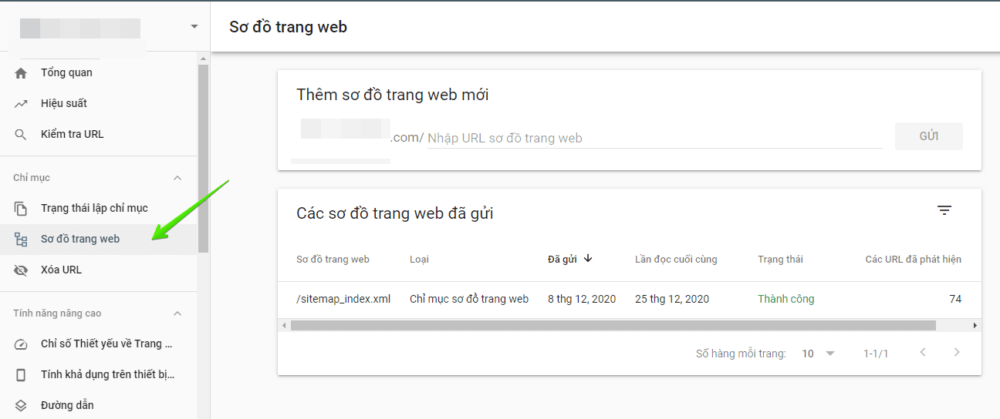 Sơ đồ trang web
Tổng quan
Hiệu suất
Kiểm tra URL
Chỉ mục
Trạng thái lập chỉ mục
Sơ đồ trang web
Xóa URL
Tính năng nâng cao
Chỉ số Thiết yếu về Trang ...
Tính khả dụng trên thiết bị...
Đường dẫn
Thêm sơ đồ trang web mới
.com/ Nhập URL sơ đồ trang web
GỬI
Các sơ đồ trang web đã gửi
Sơ đồ trang web Loại Đã gửi Lần đọc cuối cùng Trạng thái Các URL đã phát hiện
/sitemap_index.xml Chỉ mục sơ đồ trang web 8 thg 12, 2020 25 thg 12, 2020 Thành công 74
Số hàng mỗi trang: 10 1-1/1